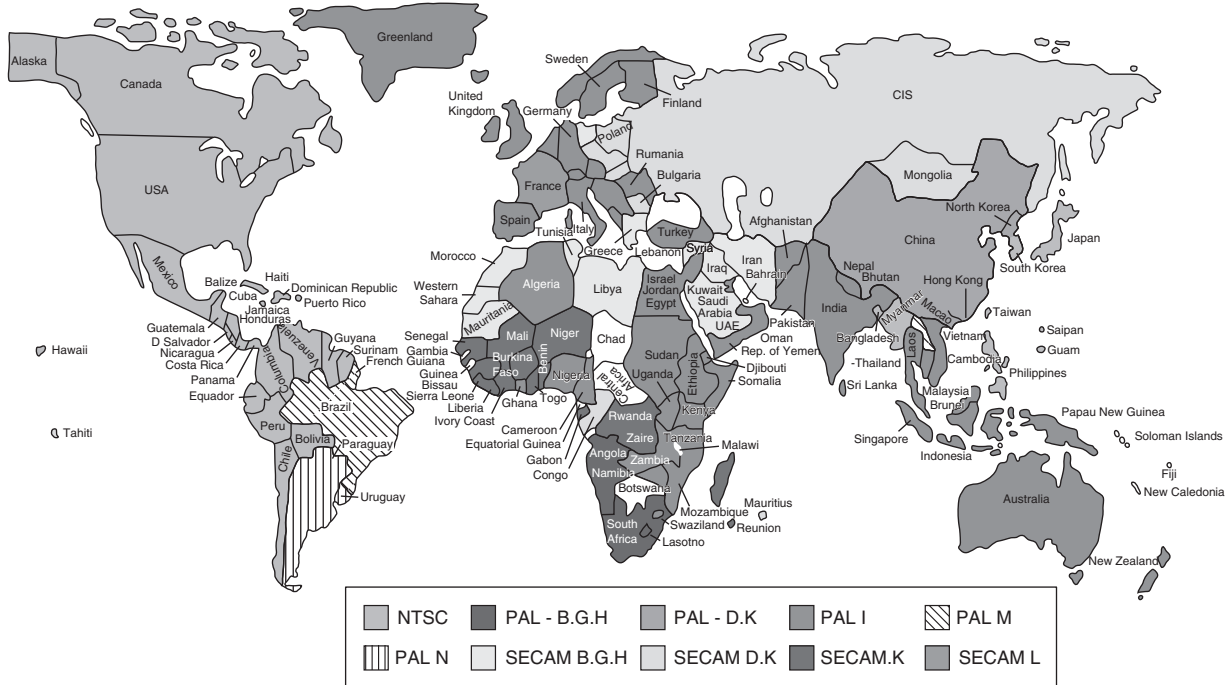 Greenland
Alaska
Canada
USA
Mexico
Hawaii
Tahiti
Balize
Cuba
Haiti
Dominican Republic
Puerto Rico
Jamaica
Honduras
Guatemala
D Salvador
Nicaragua
Costa Rica
Panama
Equador
Columbia
Venezuela
Guyana
Surinam
French
Guiana
Brazil
Peru
Bolivia
Paraguay
Chile
Uruguay
Sweden
Finland
United
Kingdom
Germany
Poland
Rumania
Bulgaria
France
Spain
Italy
Tunisia
Greece
Turkey
Syria
Lebanon
CIS
Mongolia
Afghanistan
North Korea
China
Japan
South Korea
Nepal
Bhutan
Hong Kong
Macao
Taiwan
Myanmar
India
Bangladesh
Pakistan
Iran
Bahrain
Iraq
Kuwait
Saudi
Arabia
UAE
Oman
Rep. of Yemen
Israel
Jordan
Egypt
Morocco
Western
Sahara
Algeria
Libya
Mauritania
Senegal
Gambia
Guinea
Bissau
Sierra Leone
Liberia
Ivory Coast
Ghana
Togo
Mali
Burkina
Faso
Benin
Niger
Nigeria
Chad
Central
Africa
Sudan
Ethiopia
Djibouti
Somalia
Uganda
Kenya
Rwanda
Zaire
Tanzania
Malawi
Cameroon
Equatorial Guinea
Gabon
Congo
Angola
Zambia
Namibia
Botswana
Mozambique
Swaziland
Lasotno
South
Africa
Mauritius
Reunion
Sri Lanka
-Thailand
Laos
Vietnam
Cambodia
Philippines
Saipan
Guam
Malaysia
Brunei
Singapore
Indonesia
Papau New Guinea
Soloman Islands
Fiji
New Caledonia
Australia
New Zealand
NTSC
PAL - B.G.H
PAL - D.K
PAL I
PAL M
PAL N
SECAM B.G.H
SECAM D.K
SECAM.K
SECAM L